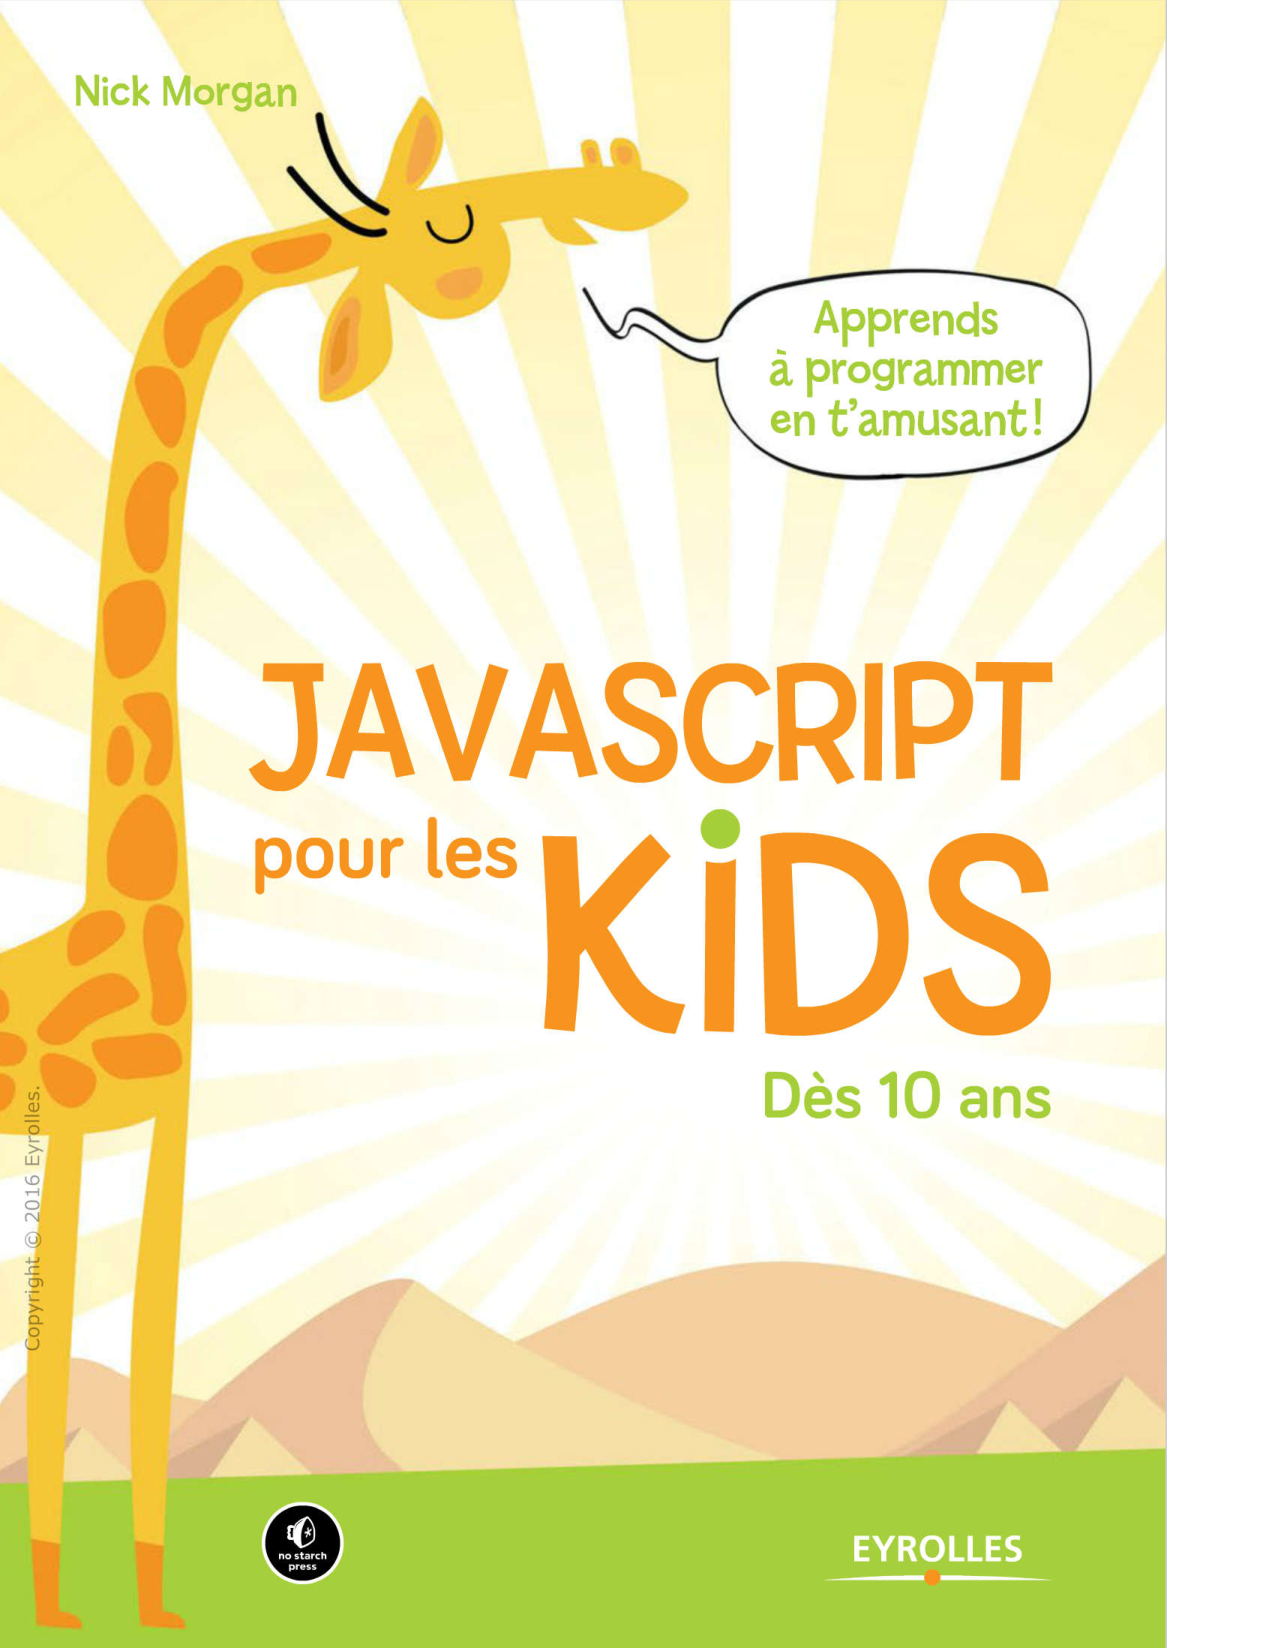 Nick Morgan
Apprends
à programmer
en t'amusant!
JAVASCRIPT
pour les KiDS
Dès 10 ans
Copyright © 2016 Eyrolles.
no starch
press
EYROLLES